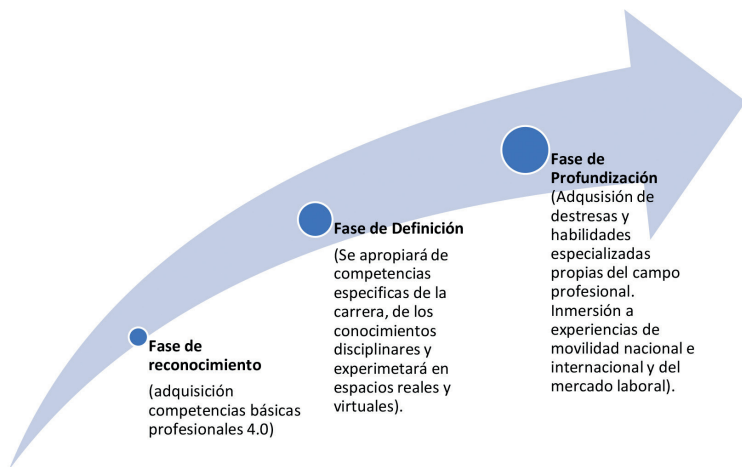 Fase de
reconocimiento
(adquisición
competencias básicas
profesionales 4.0)
Fase de Definición
(Se apropiará de
competencias
especificas de la
carrera, de los
conocimientos
disciplinares y
experimetará en
espacios reales y
virtuales).
Fase de
Profundización
(Adqusisión de
destresas y
habilidades
especializadas
propias del campo
profesional.
Inmersión a
experiencias de
movilidad nacional e
internacional y del
mercado laboral).